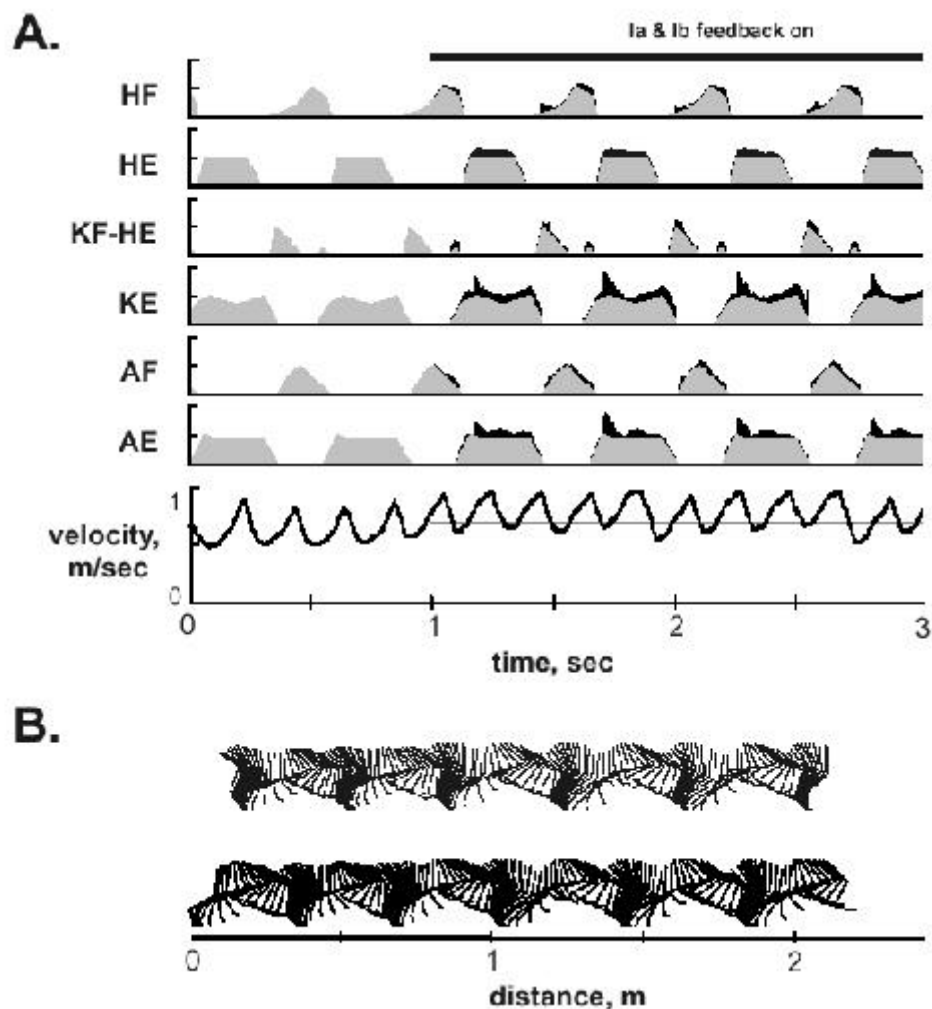 A.
Ia & Ib feedback on
HF
HE
KF-HE
KE
AF
AE
1
velocity,
m/sec
0
0 1 2 3
time, sec
B.
0 1 2
distance, m